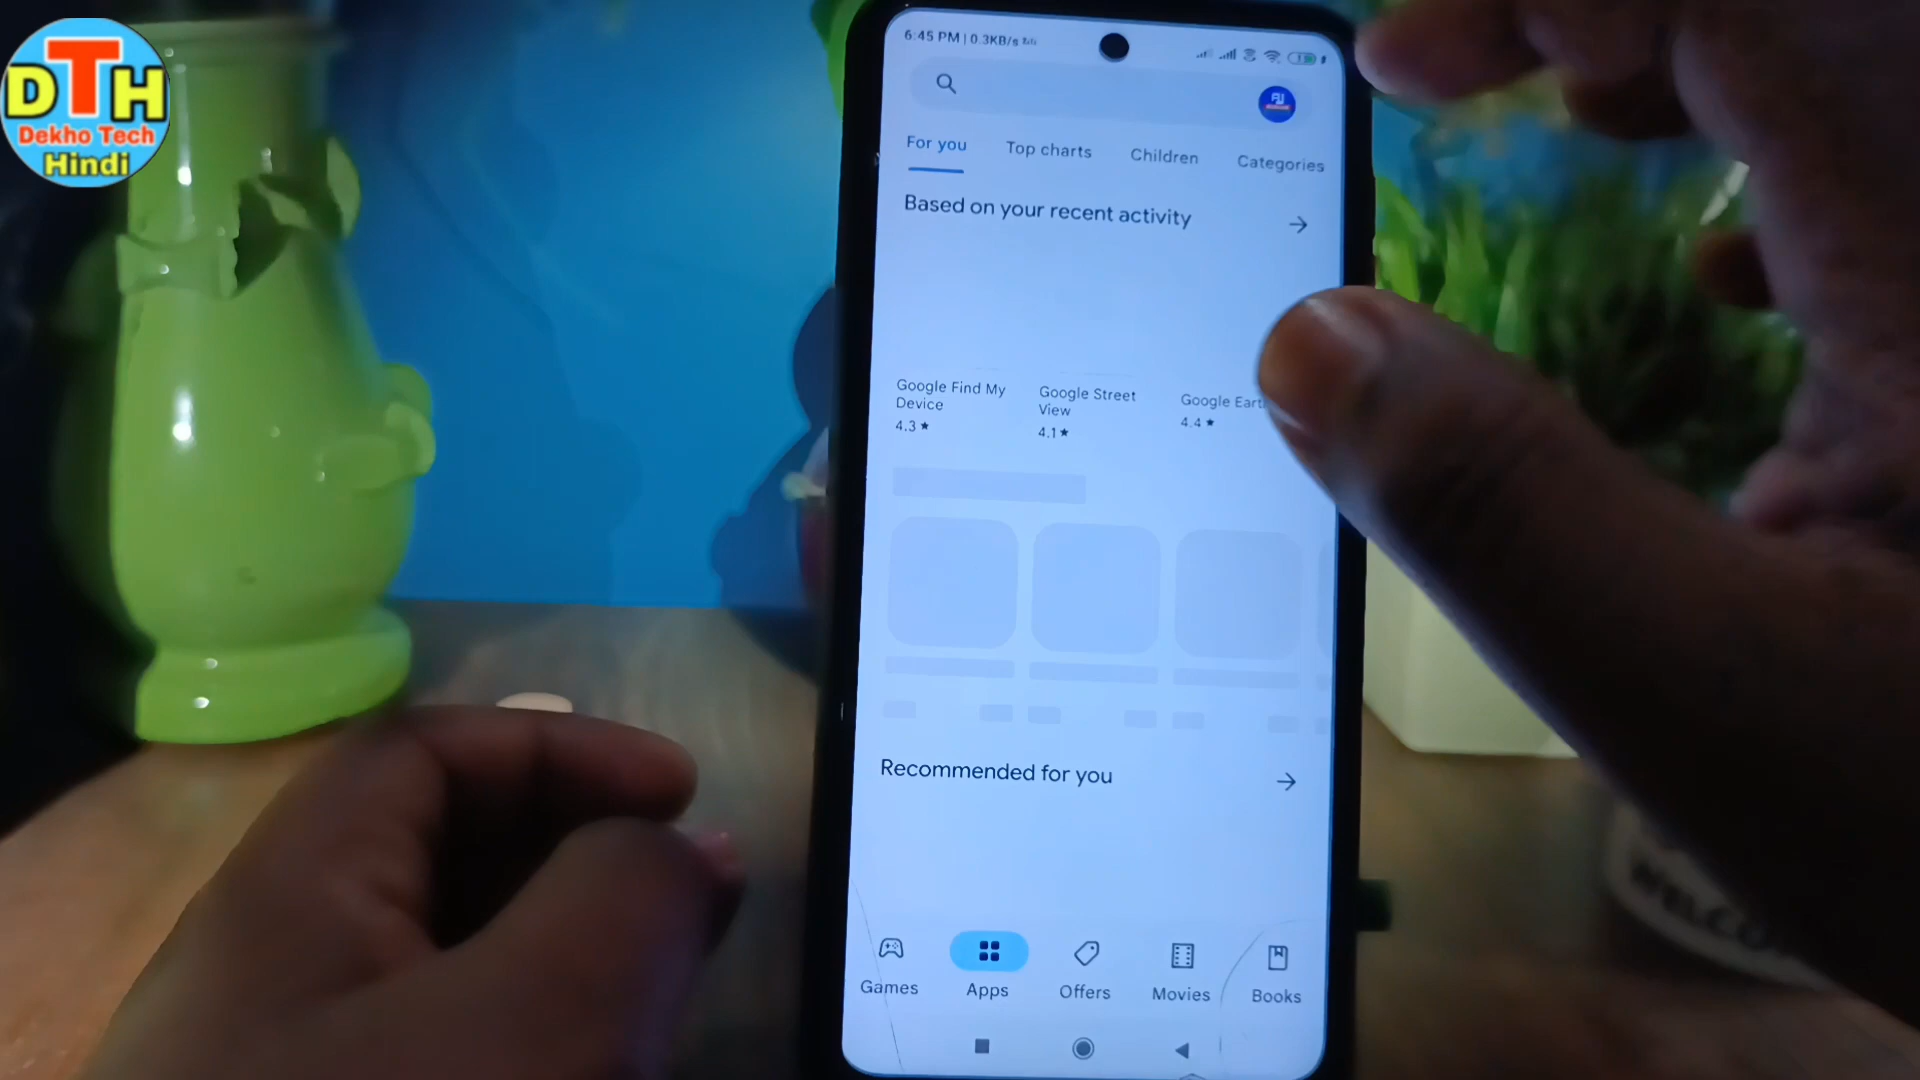 DTH
Dekho Tech
Hindi
6:45 PM | 0.3KB/s
For you
Top charts
Children
Categories
Based on your recent activity
Google Find My
Device
4.3 ★
Google Street
View
4.1 ★
Google
4.4 ★
Recommended for you
Games
Apps
Offers
Movies
Books